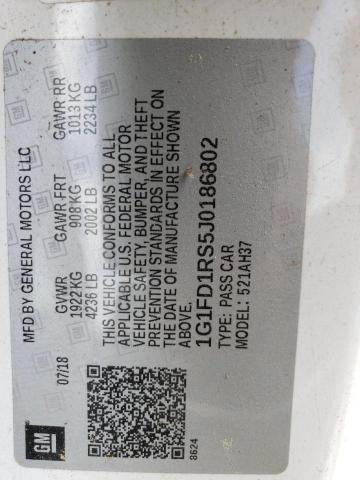 MFD BY GENERAL MOTORS LLC
GVWR GAWR FRT GAWR RR
1922 KG 908 KG 1013 KG
4236 LB 2002 LB 2234 LB
07/18
THIS VEHICLE CONFORMS TO ALL
APPLICABLE U.S. FEDERAL MOTOR
VEHICLE SAFETY, BUMPER, AND THEFT
PREVENTION STANDARDS IN EFFECT ON
THE DATE OF MANUFACTURE SHOWN
ABOVE.
1G1FD1RS5J0186802
TYPE: PASS CAR
MODEL: 521AH37
GM
8624